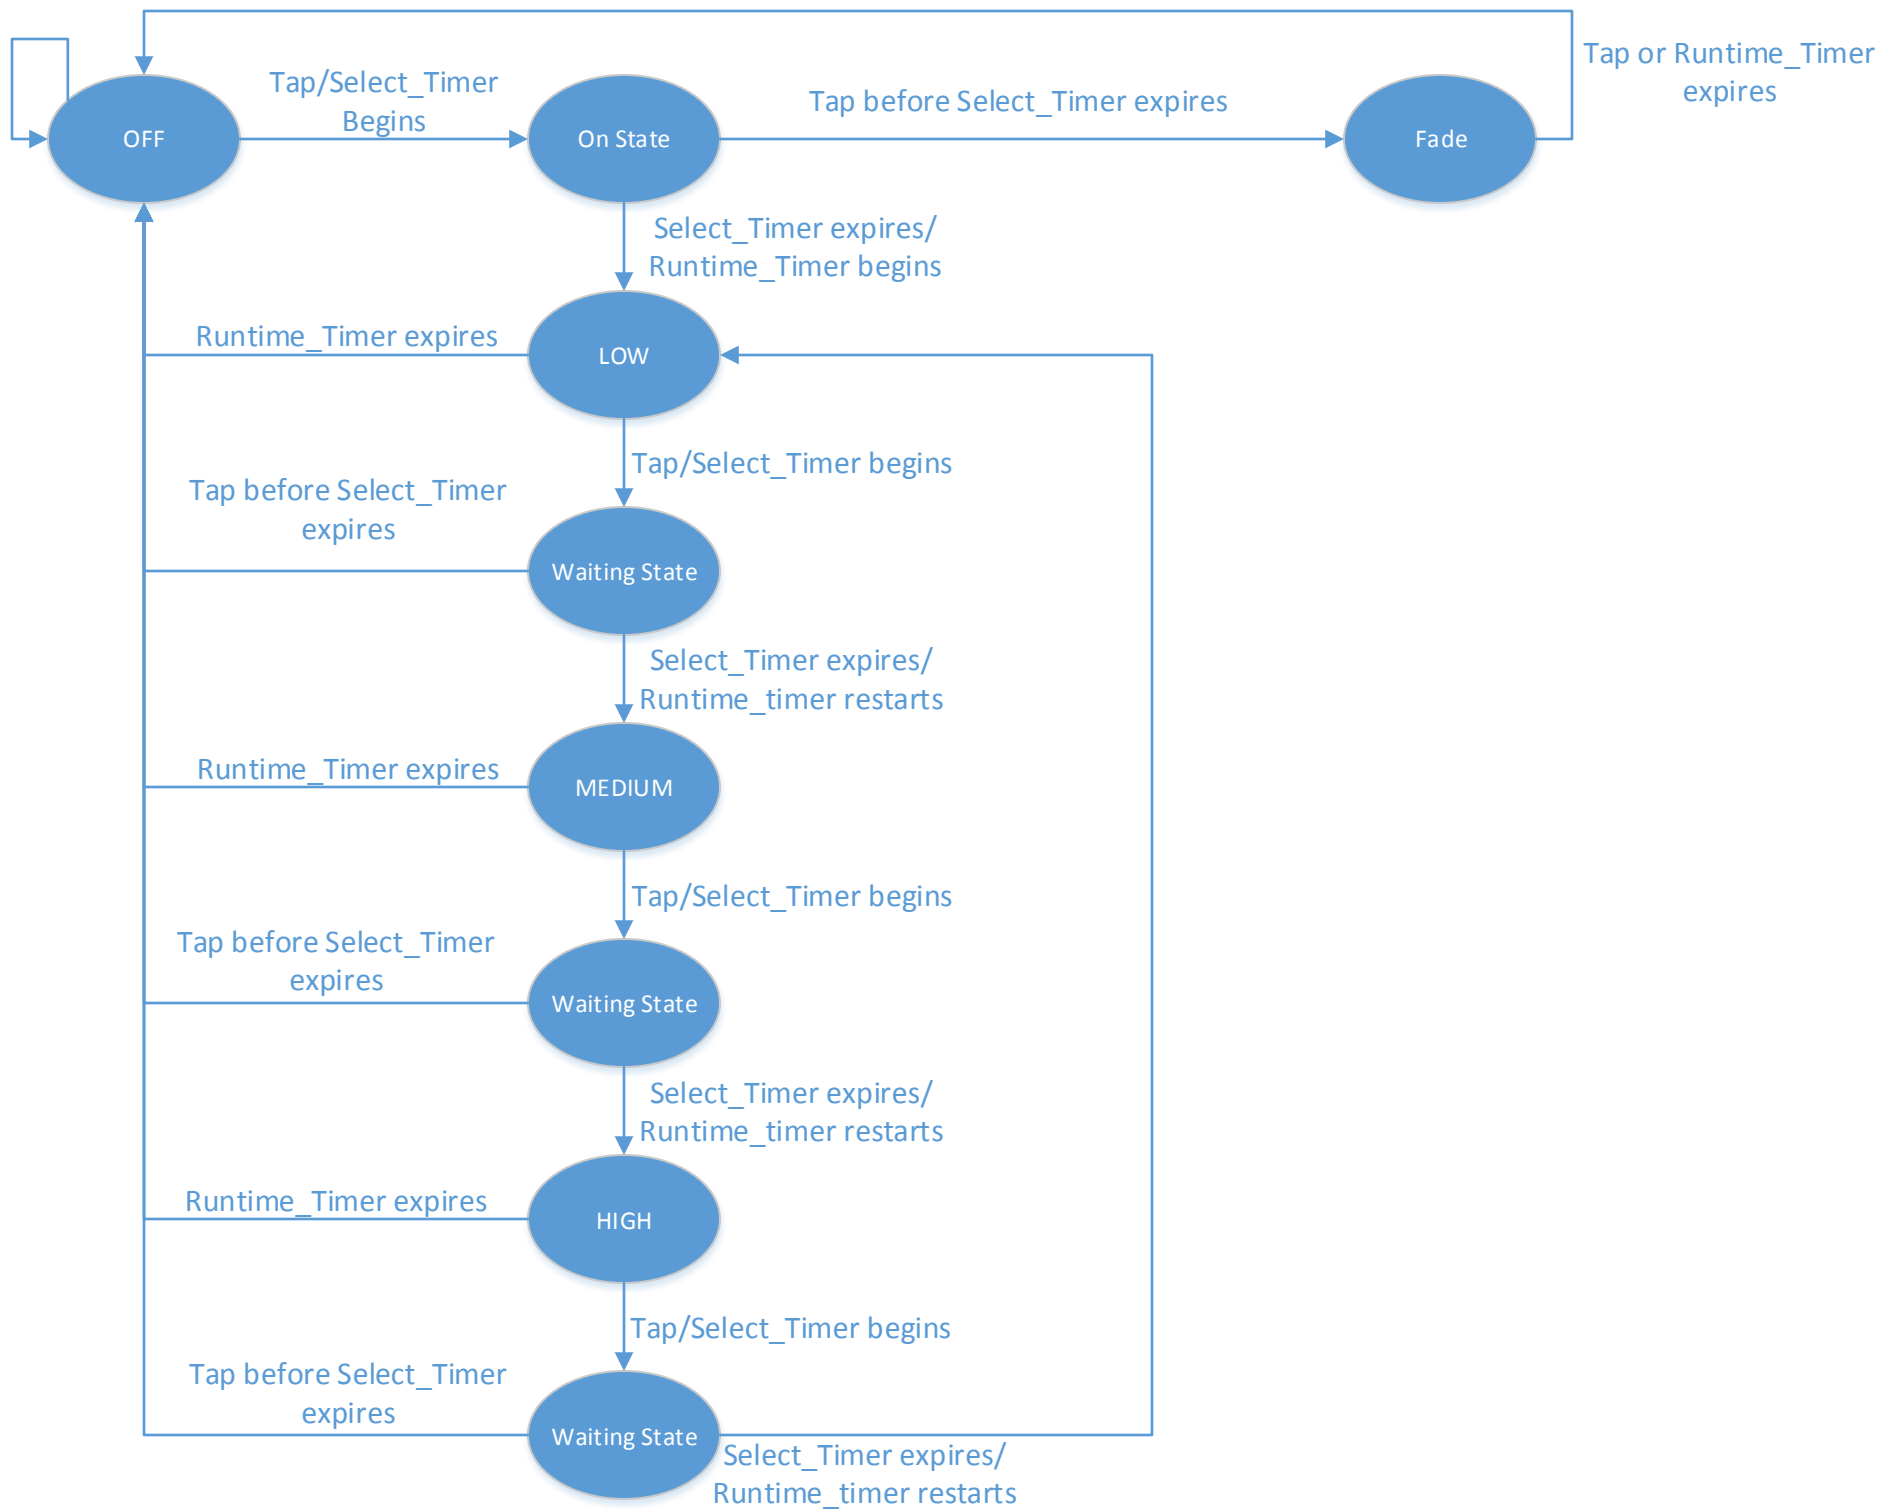 Tap or Runtime_Timer
expires
Tap/Select_Timer
Begins
Tap before Select_Timer expires
OFF
On State
Fade
Select_Timer expires/
Runtime_Timer begins
Runtime_Timer expires
LOW
Tap/Select_Timer begins
Tap before Select_Timer
expires
Waiting State
Select_Timer expires/
Runtime_timer restarts
Runtime_Timer expires
MEDIUM
Tap/Select_Timer begins
Tap before Select_Timer
expires
Waiting State
Select_Timer expires/
Runtime_timer restarts
Runtime_Timer expires
HIGH
Tap/Select_Timer begins
Tap before Select_Timer
expires
Waiting State
Select_Timer expires/
Runtime_timer restarts